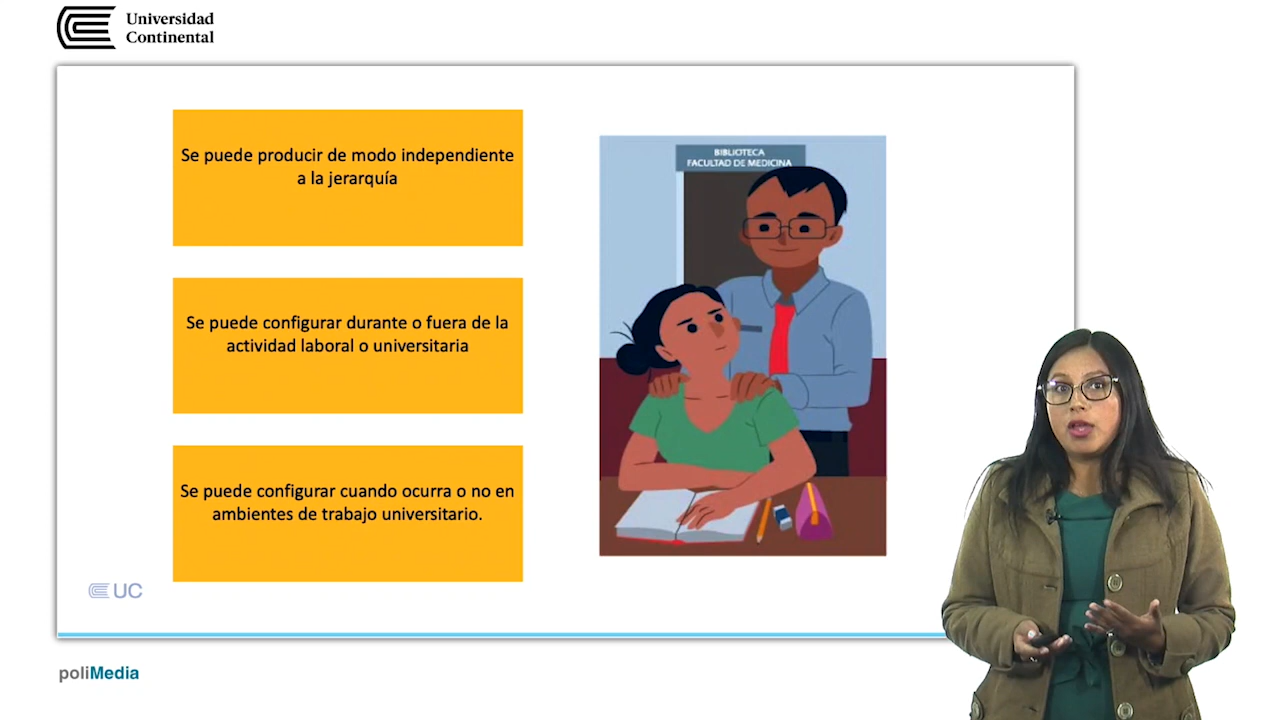 Universidad
Continental
Se puede producir de modo independiente
a la jerarquía
Se puede configurar durante o fuera de la
actividad laboral o universitaria
Se puede configurar cuando ocurra o no en
ambientes de trabajo universitario.
BIBLIOTECA
FACULTAD DE MEDICINA
UC
poliMedia